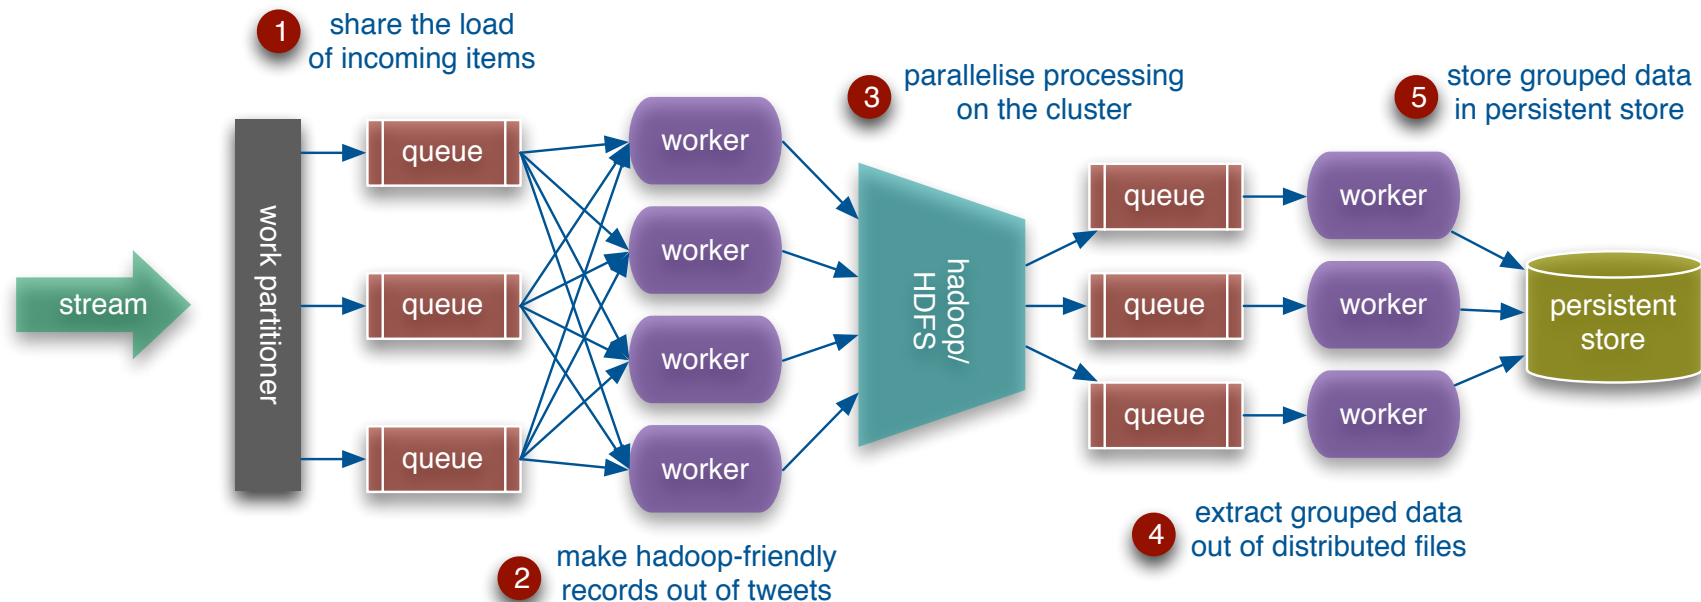 1
share the load
of incoming items
stream
work partitioner
queue
queue
queue
worker
worker
worker
worker
2
make hadoop-friendly
records out of tweets
3
parallelise processing
on the cluster
hadoop/
HDFS
queue
queue
queue
4
extract grouped data
out of distributed files
worker
worker
worker
5
store grouped data
in persistent store
persistent
store